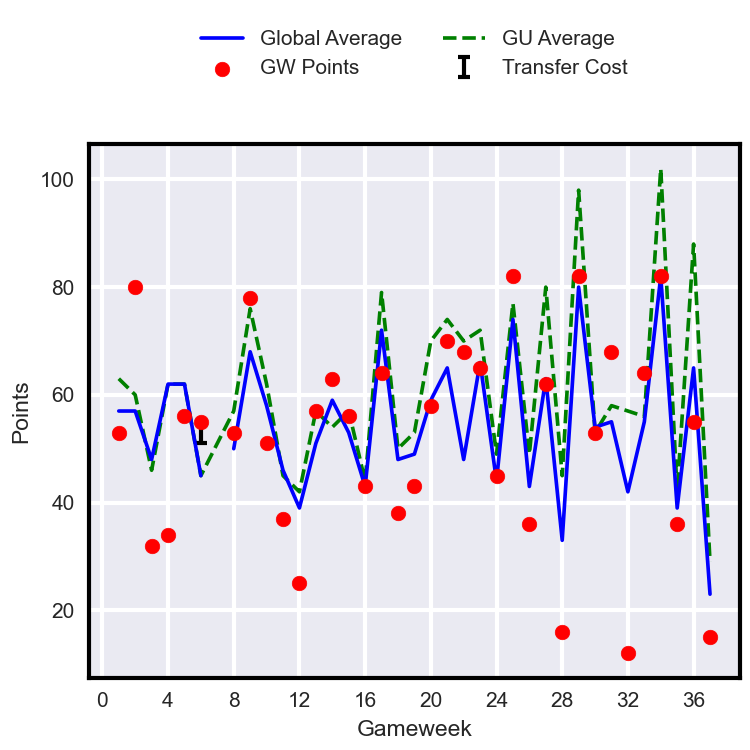 Global Average
GU Average
GW Points
Transfer Cost
100
80
60
40
20
Points
0 4 8 12 16 20 24 28 32 36
Gameweek